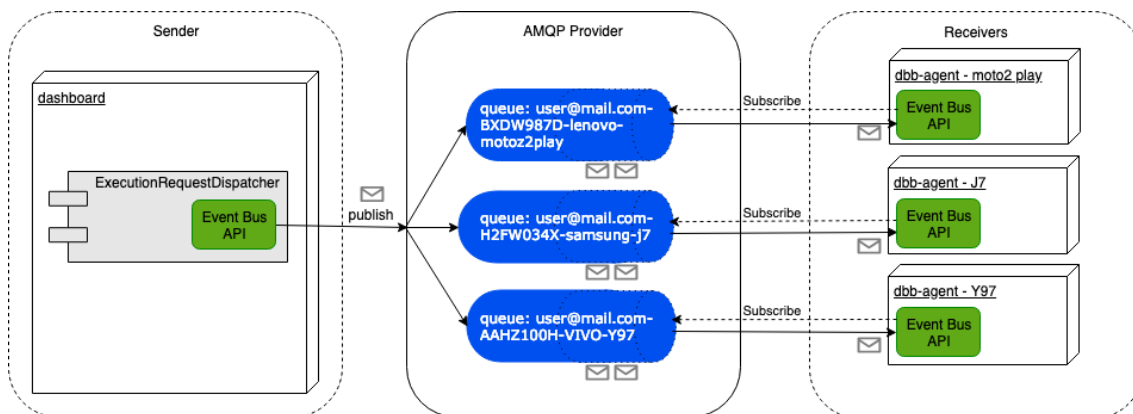 Sender
AMQP Provider
Receivers
dashboard
ExecutionRequestDispatcher
Event Bus
API
publish
queue: user@mail.com-
BXDW987D-lenovo-
motoz2play
queue: user@mail.com-
H2FW034X-samsung-j7
queue: user@mail.com-
AAHZ100H-VIVO-Y97
Subscribe
Subscribe
Subscribe
dbb-agent - moto2 play
Event Bus
API
dbb-agent - J7
Event Bus
API
dbb-agent - Y97
Event Bus
API